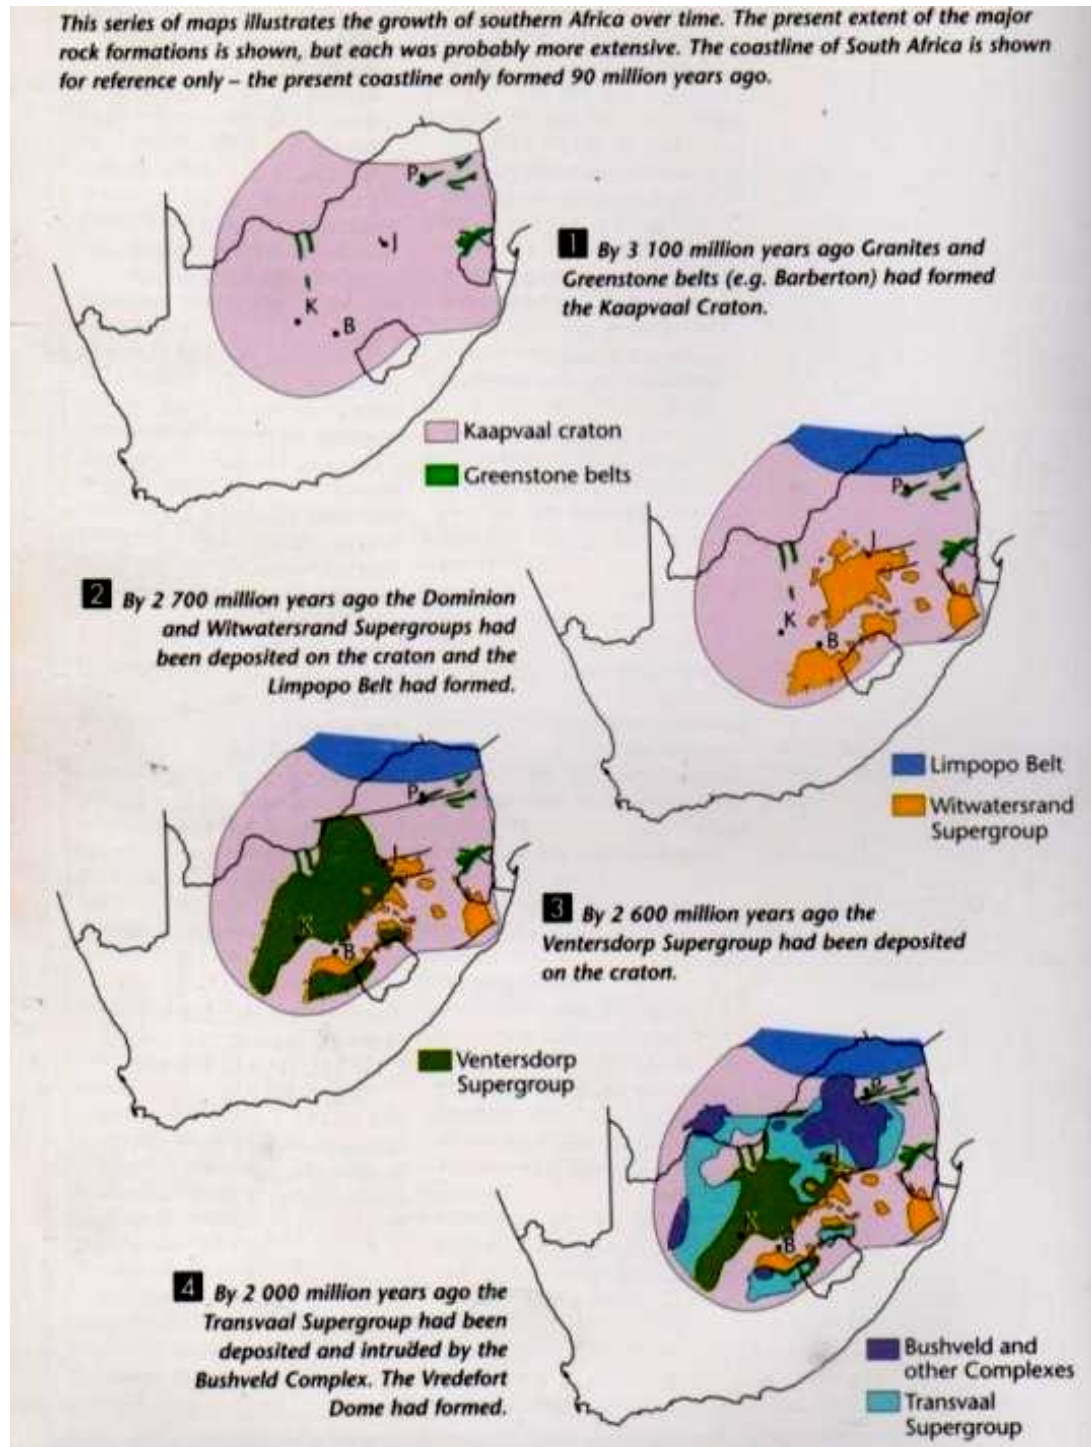 This series of maps illustrates the growth of southern Africa over time. The present extent of the major
rock formations is shown, but each was probably more extensive. The coastline of South Africa is shown
for reference only – the present coastline only formed 90 million years ago.
P
J
K
B
1 By 3 100 million years ago Granites and
Greenstone belts (e.g. Barberton) had formed
the Kaapvaal Craton.
Kaapvaal craton
Greenstone belts
P
J
K
B
2 By 2 700 million years ago the Dominion
and Witwatersrand Supergroups had
been deposited on the craton and the
Limpopo Belt had formed.
Limpopo Belt
Witwatersrand
Supergroup
P
J
K
B
3 By 2 600 million years ago the
Ventersdorp Supergroup had been deposited
on the craton.
Ventersdorp
Supergroup
P
J
K
B
4 By 2 000 million years ago the
Transvaal Supergroup had been
deposited and intruded by the
Bushveld Complex. The Vredefort
Dome had formed.
Bushveld and
other Complexes
Transvaal
Supergroup